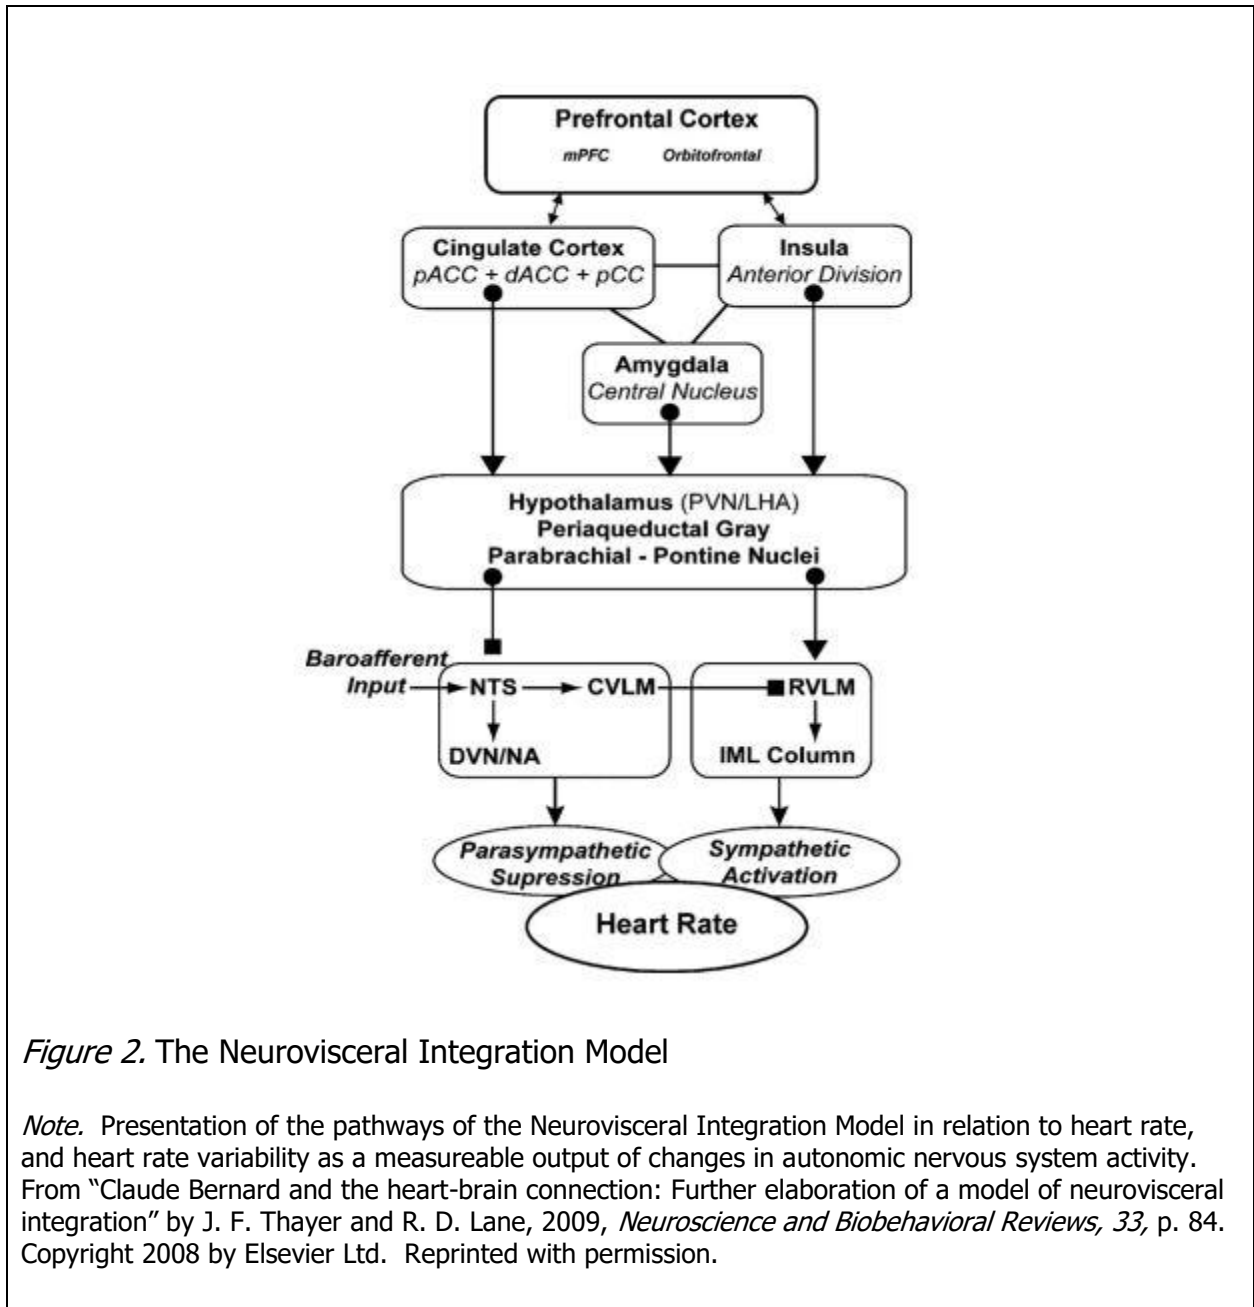 Prefrontal Cortex
mPFC Orbitofrontal
Cingulate Cortex
pACC + dACC + pCC
Insula
Anterior Division
Amygdala
Central Nucleus
Hypothalamus (PVN/LHA)
Periaqueductal Gray
Parabrachial - Pontine Nuclei
Baroafferent
Input
NTS
CVLM
RVLM
DVN/NA
IML Column
Parasympathetic
Supression
Sympathetic
Activation
Heart Rate
Figure 2. The Neurovisceral Integration Model
Note. Presentation of the pathways of the Neurovisceral Integration Model in relation to heart rate,
and heart rate variability as a measureable output of changes in autonomic nervous system activity.
From “Claude Bernard and the heart-brain connection: Further elaboration of a model of neurovisceral
integration” by J. F. Thayer and R. D. Lane, 2009, Neuroscience and Biobehavioral Reviews, 33, p. 84.
Copyright 2008 by Elsevier Ltd. Reprinted with permission.